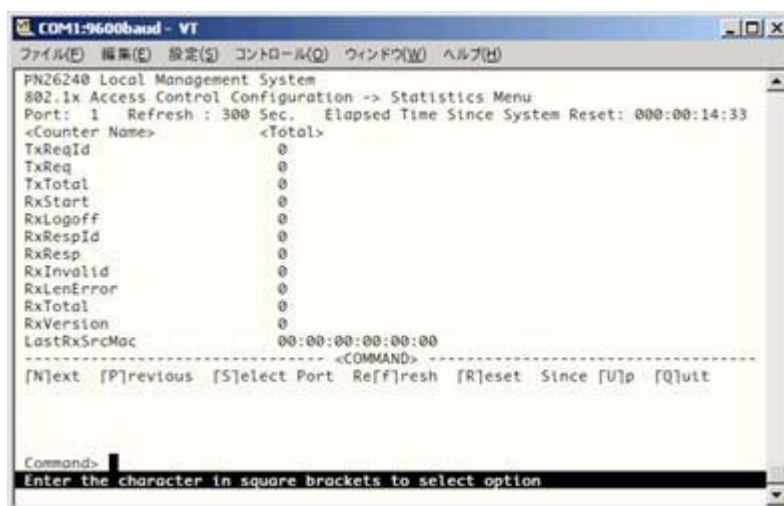 COM1:9600baud - VT
ファイル(F) 編集(E) 設定(S) コントロール(O) ウィンドウ(W) ヘルプ(H)
PN26240 Local Management System
802.1x Access Control Configuration -> Statistics Menu
Port: 1 Refresh : 300 Sec. Elapsed Time Since System Reset: 000:00:14:33
<Counter Name> <Total>
TxReqId 0
TxReq 0
TxTotal 0
RxStart 0
RxLogoff 0
RxRespId 0
RxResp 0
RxInvalid 0
RxLenError 0
RxTotal 0
RxVersion 0
LastRxSrcMac 00:00:00:00:00:00
---------------------------------- <COMMAND> -----------------------------------
[N]ext [P]revious [S]elect Port Re[f]resh [R]eset Since [U]p [Q]uit
Command>
Enter the character in square brackets to select option